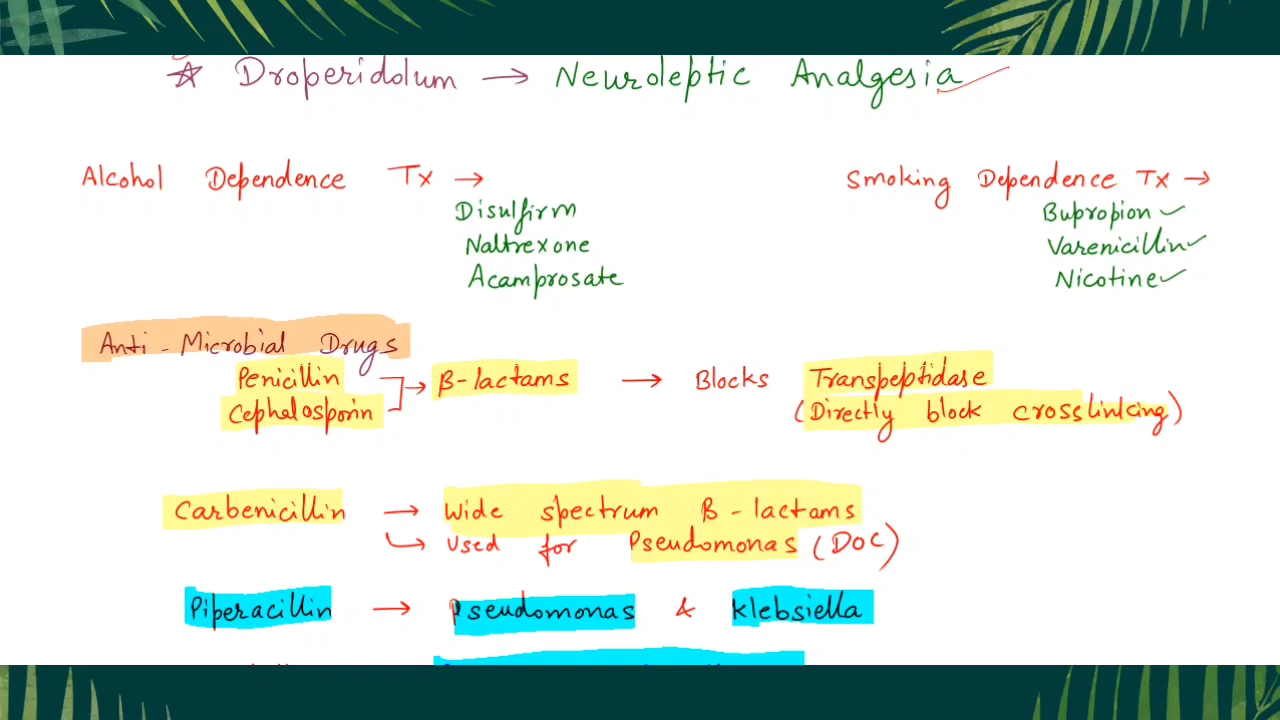 ☆ Droperidolum → Neuroleptic Analgesia
Alcohol Dependence Tx →
Disulfirm
Naltrexone
Acamprosate
Smoking Dependence Tx →
Bupropion ✓
Varenicillin ✓
Nicotine ✓
Anti - Microbial Drugs
Penicillin
Cephalosporin
→ β-lactams → Blocks Transpeptidase
(Directly block crosslintcing)
Carbenicillin → Wide spectrum β - lactams
↳ Used for Pseudomonas (DOC)
Piperacillin → Pseudomonas & Klebsiella